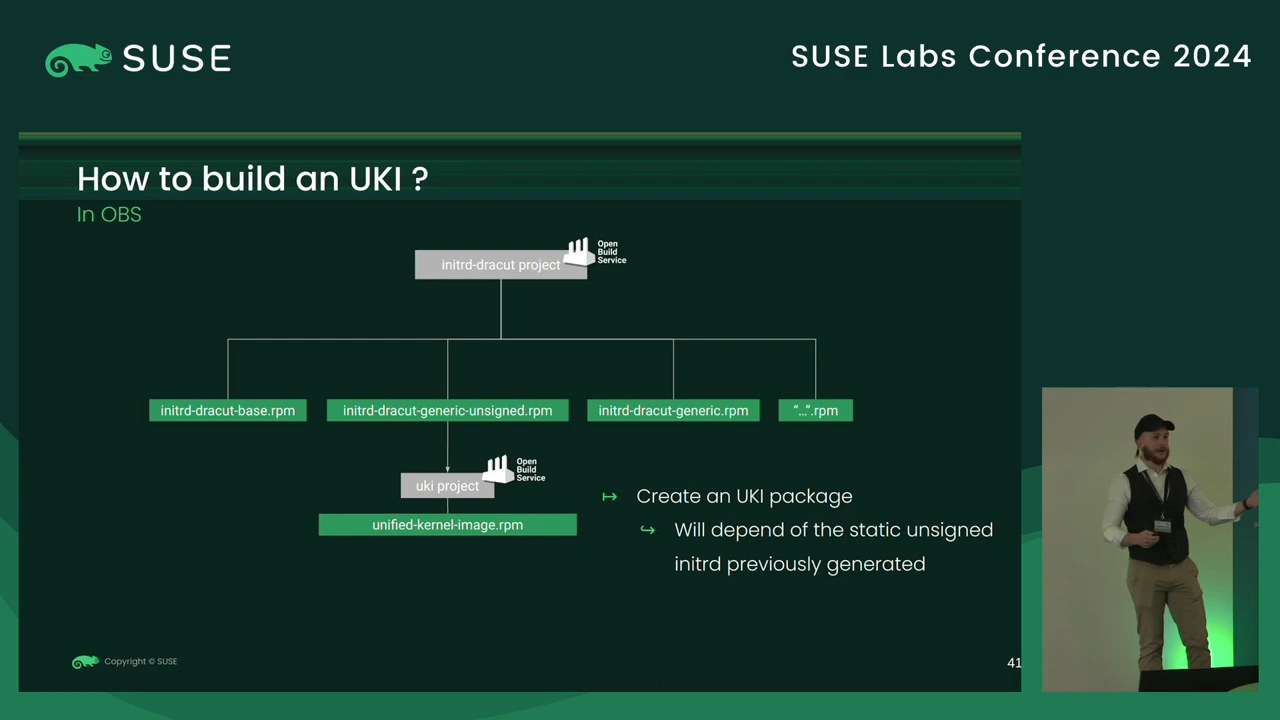 SUSE
SUSE Labs Conference 2024
How to build an UKI ?
In OBS
initrd-dracut project
Open
Build
Service
initrd-dracut-base.rpm
initrd-dracut-generic-unsigned.rpm
initrd-dracut-generic.rpm
“...”.rpm
uki project
Open
Build
Service
unified-kernel-image.rpm
↦ Create an UKI package
↪ Will depend of the static unsigned
initrd previously generated
Copyright © SUSE
41